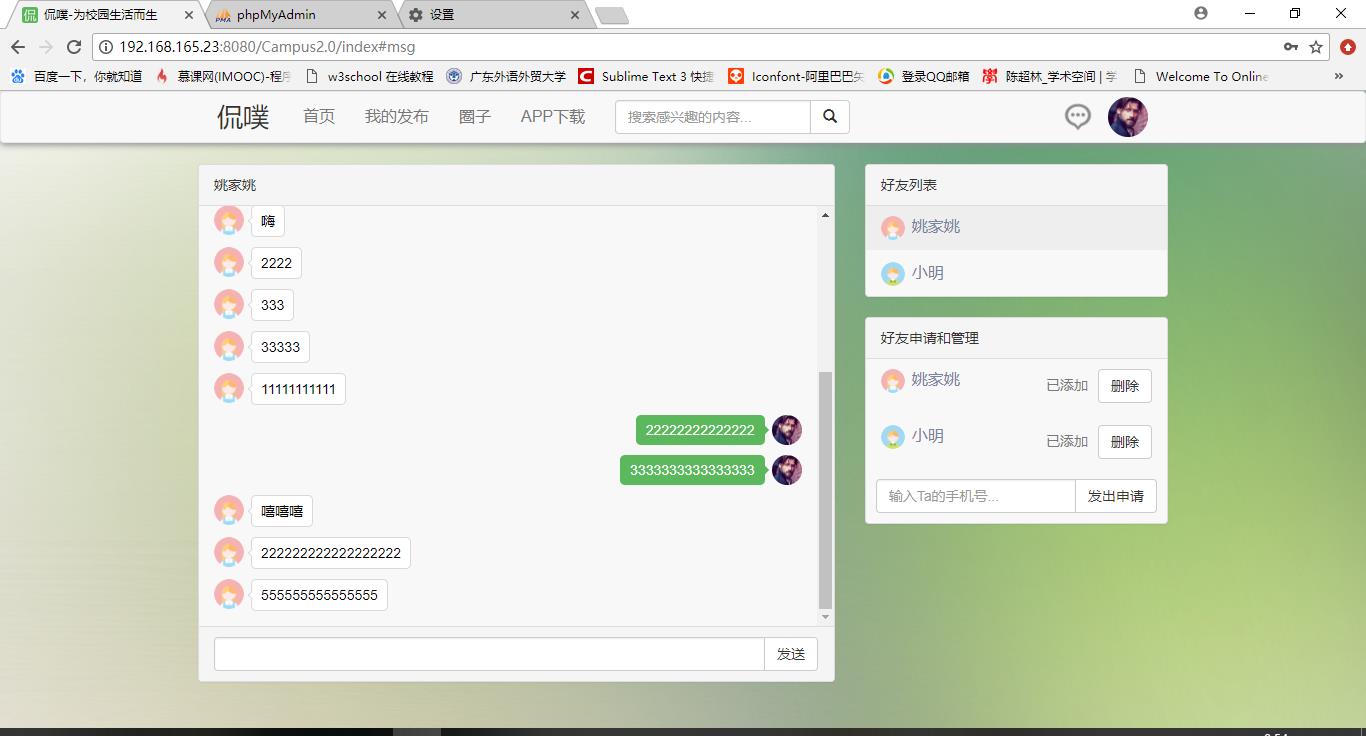 侃噗-为校园生活而生
phpMyAdmin
设置
192.168.165.23:8080/Campus2.0/index#msg
百度一下，你就知道
慕课网(IMOOC)-程序
w3school 在线教程
广东外语外贸大学
Sublime Text 3 快捷
Iconfont-阿里巴巴矢
登录QQ邮箱
陈超林_学术空间 | 学
Welcome To Online
»
侃噗
首页
我的发布
圈子
APP下载
搜索感兴趣的内容...
姚家姚
嗨
2222
333
33333
11111111111
22222222222222
3333333333333333
嘻嘻嘻
222222222222222222
555555555555555
发送
好友列表
姚家姚
小明
好友申请和管理
姚家姚 已添加 删除
小明 已添加 删除
输入Ta的手机号... 发出申请